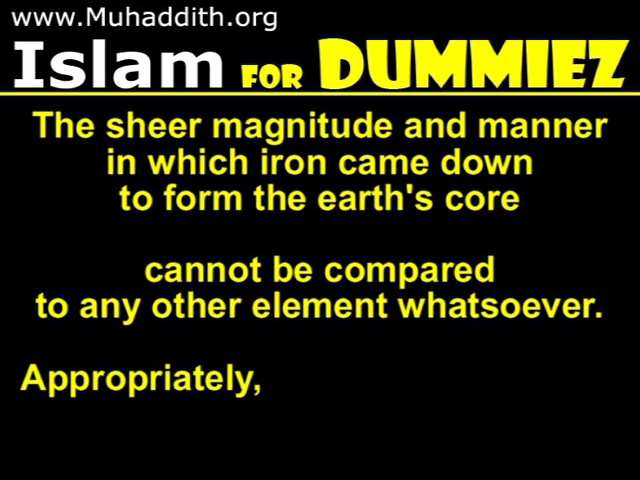 www.Muhaddith.org
Islam FOR DUMMIEZ
The sheer magnitude and manner
in which iron came down
to form the earth's core
cannot be compared
to any other element whatsoever.
Appropriately,